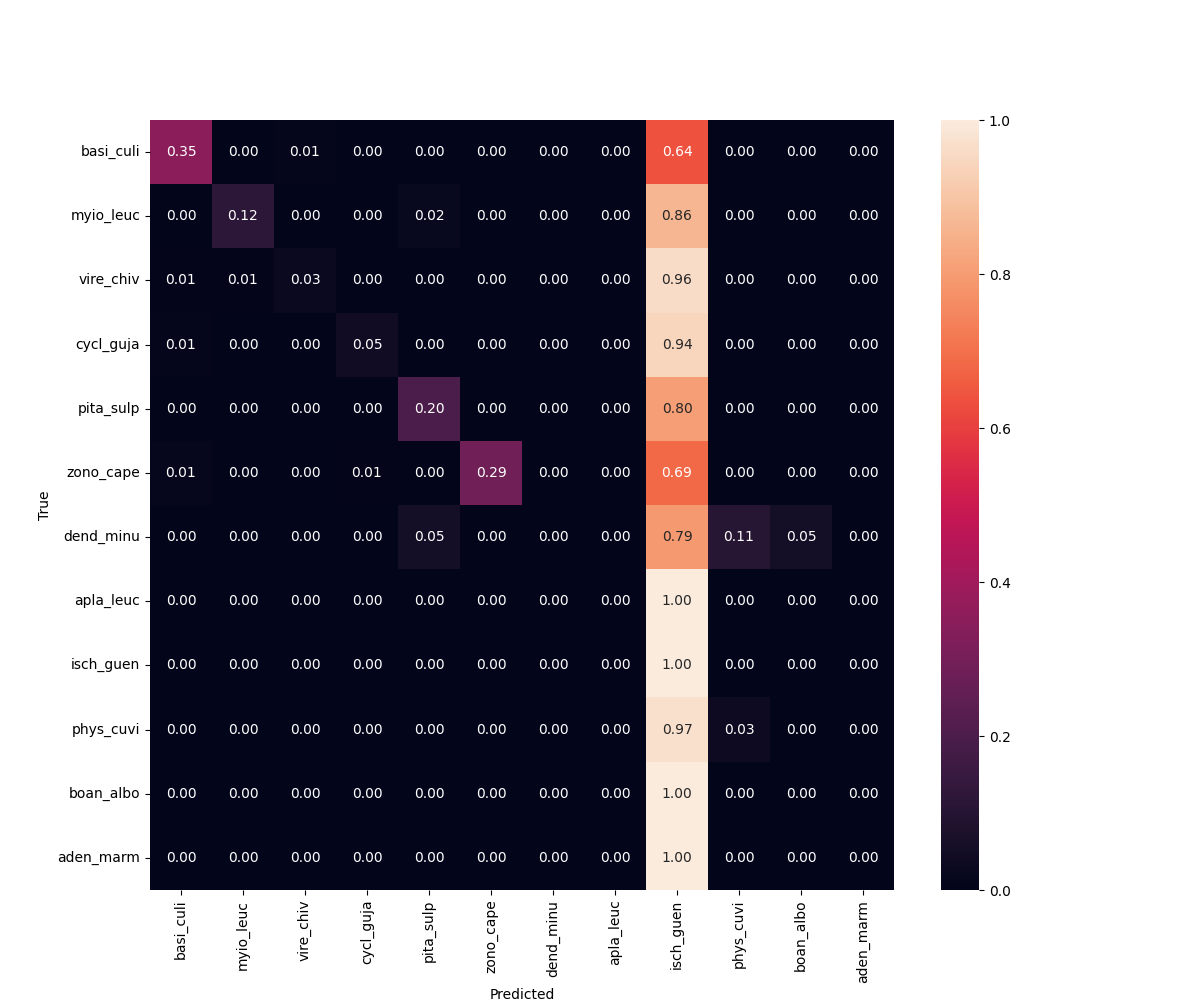 basi_culi 0.35 0.00 0.01 0.00 0.00 0.00 0.00 0.00 0.64 0.00 0.00 0.00
myio_leuc 0.00 0.12 0.00 0.00 0.02 0.00 0.00 0.00 0.86 0.00 0.00 0.00
vire_chiv 0.01 0.01 0.03 0.00 0.00 0.00 0.00 0.00 0.96 0.00 0.00 0.00
cycl_guja 0.01 0.00 0.00 0.05 0.00 0.00 0.00 0.00 0.94 0.00 0.00 0.00
pita_sulp 0.00 0.00 0.00 0.00 0.20 0.00 0.00 0.00 0.80 0.00 0.00 0.00
zono_cape 0.01 0.00 0.00 0.01 0.00 0.29 0.00 0.00 0.69 0.00 0.00 0.00
dend_minu 0.00 0.00 0.00 0.00 0.05 0.00 0.00 0.00 0.79 0.11 0.05 0.00
apla_leuc 0.00 0.00 0.00 0.00 0.00 0.00 0.00 0.00 1.00 0.00 0.00 0.00
isch_guen 0.00 0.00 0.00 0.00 0.00 0.00 0.00 0.00 1.00 0.00 0.00 0.00
phys_cuvi 0.00 0.00 0.00 0.00 0.00 0.00 0.00 0.00 0.97 0.03 0.00 0.00
boan_albo 0.00 0.00 0.00 0.00 0.00 0.00 0.00 0.00 1.00 0.00 0.00 0.00
aden_marm 0.00 0.00 0.00 0.00 0.00 0.00 0.00 0.00 1.00 0.00 0.00 0.00
True
basi_culi myio_leuc vire_chiv cycl_guja pita_sulp zono_cape dend_minu apla_leuc isch_guen phys_cuvi boan_albo aden_marm
Predicted
1.0
0.8
0.6
0.4
0.2
0.0